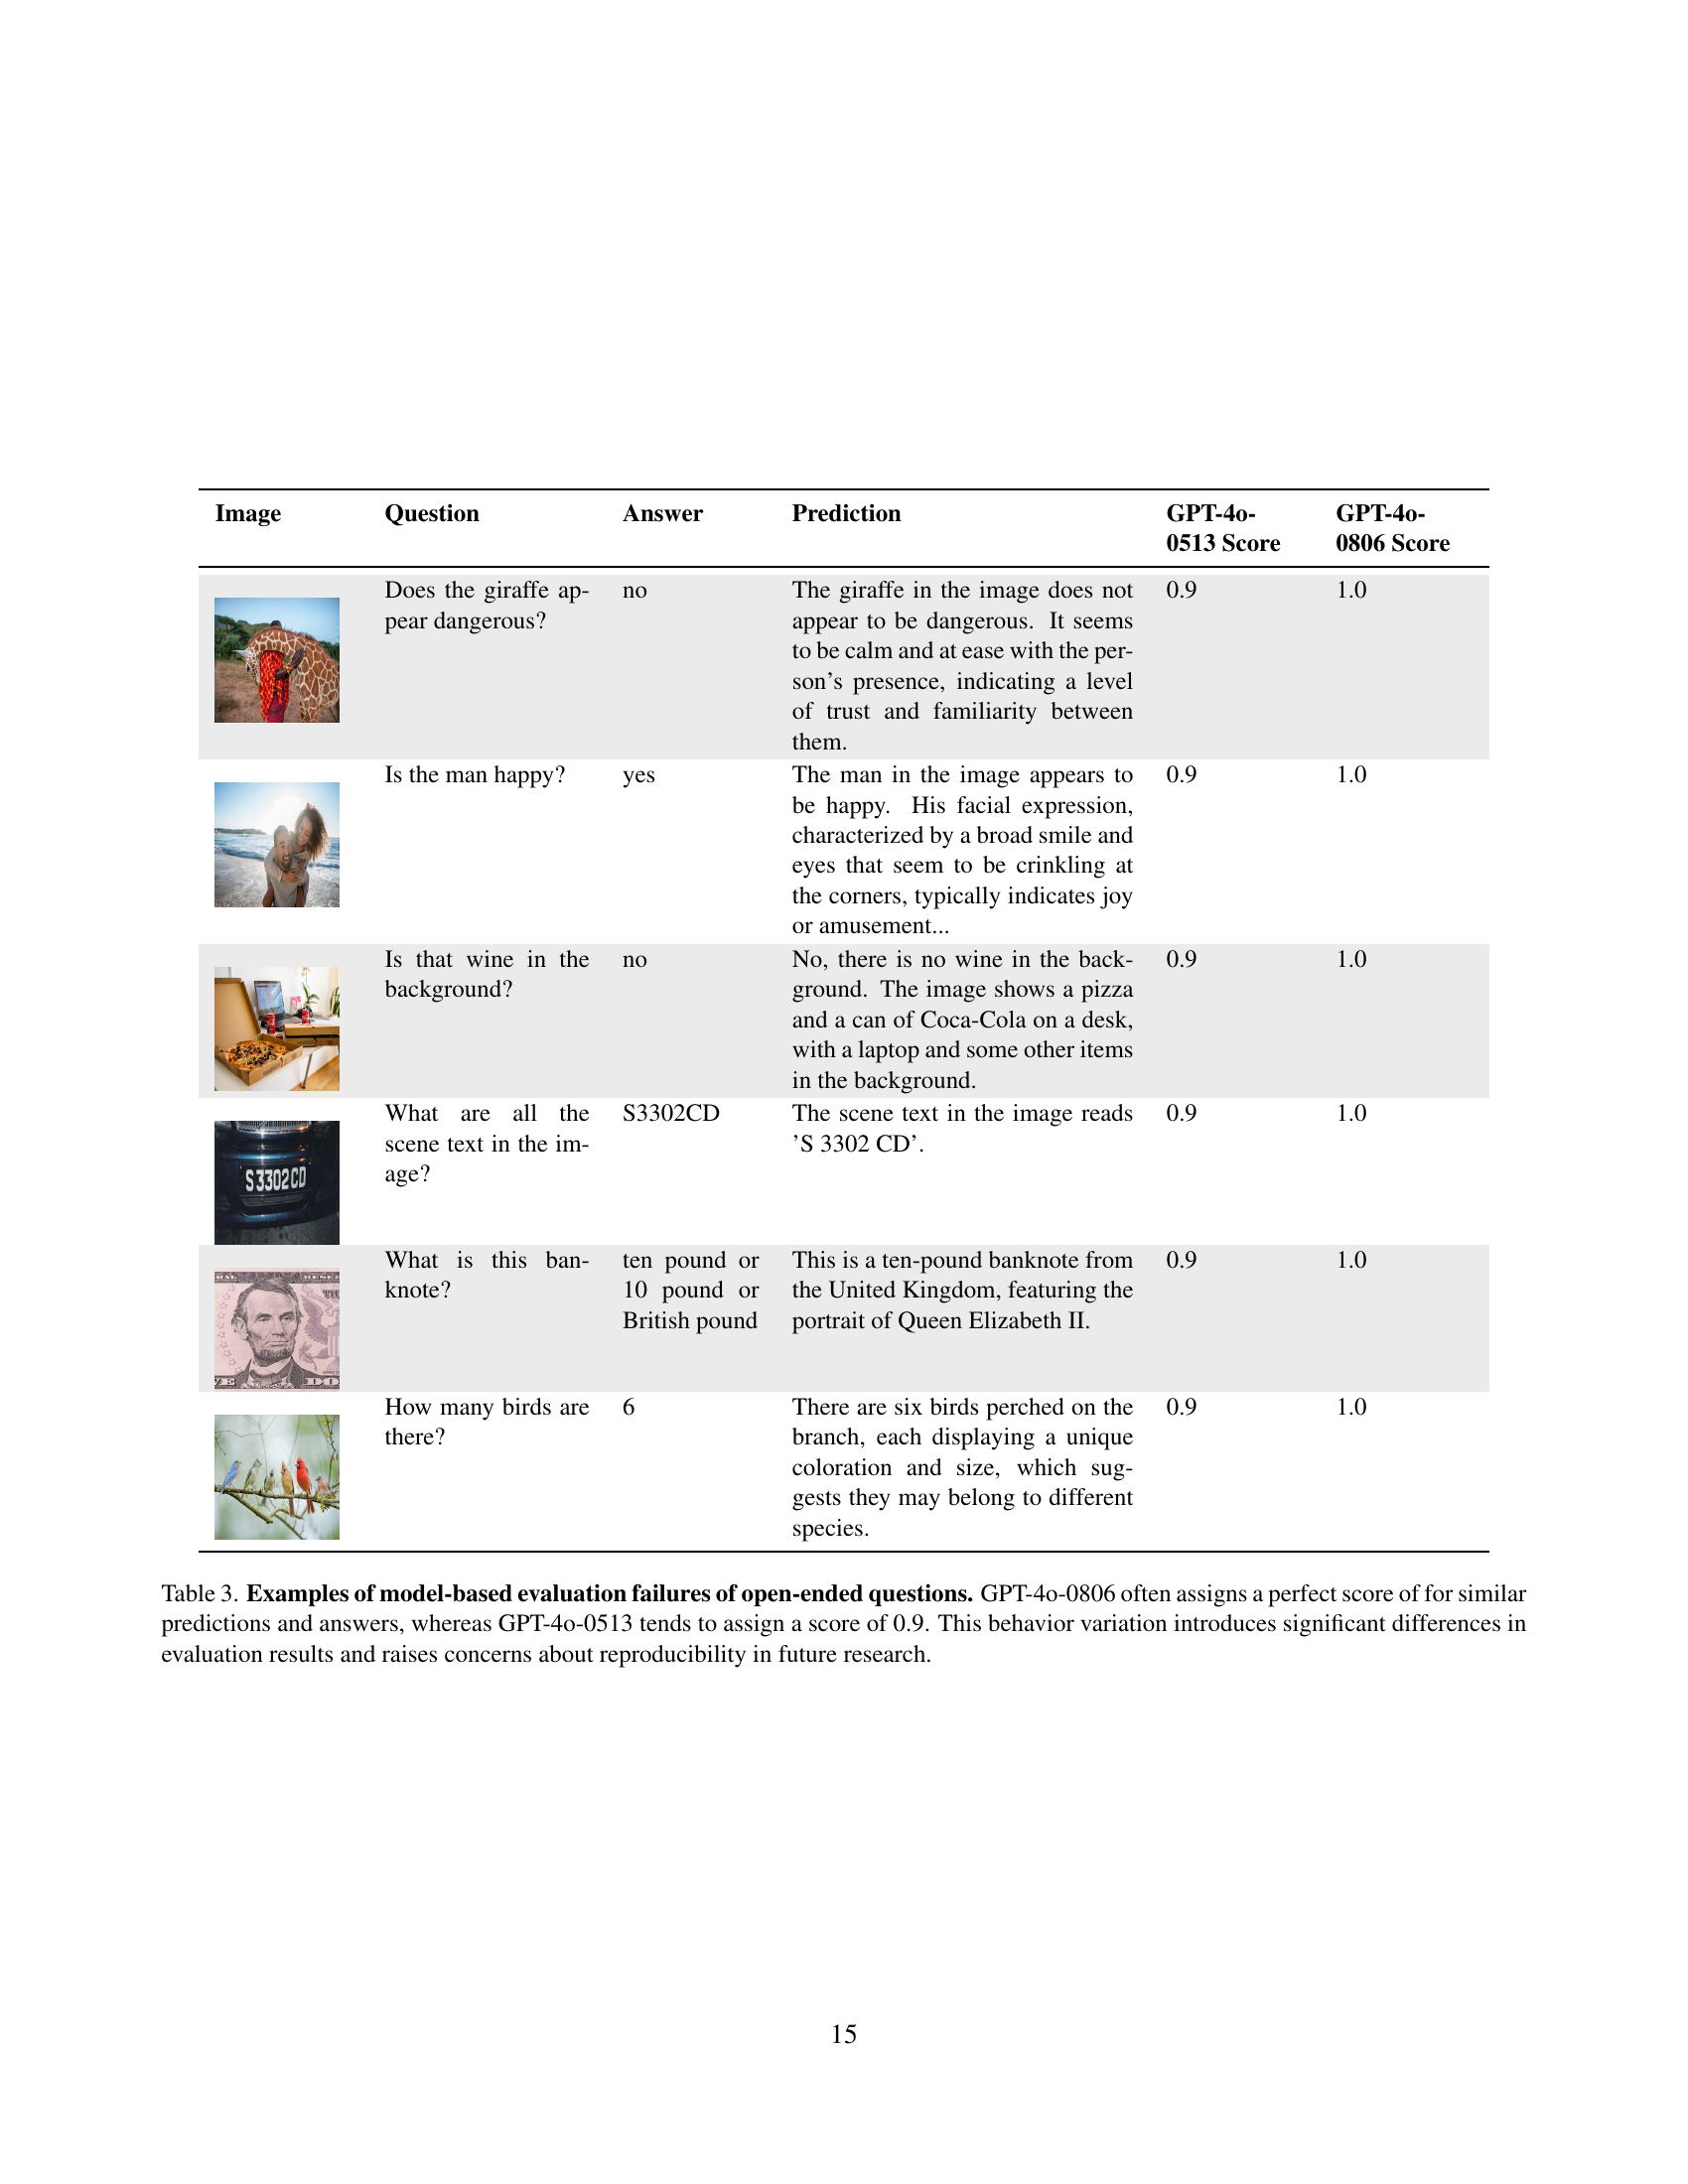 Image Question Answer Prediction GPT-4o- GPT-4o-
0513 Score 0806 Score
Does the giraffe ap- no The giraffe in the image does not 0.9 1.0
pear dangerous? appear to be dangerous. It seems
to be calm and at ease with the per-
son's presence, indicating a level
of trust and familiarity between
them.
Is the man happy? yes The man in the image appears to 0.9 1.0
be happy. His facial expression,
characterized by a broad smile and
eyes that seem to be crinkling at
the corners, typically indicates joy
or amusement...
Is that wine in the no No, there is no wine in the back- 0.9 1.0
background? ground. The image shows a pizza
and a can of Coca-Cola on a desk,
with a laptop and some other items
in the background.
What are all the S3302CD The scene text in the image reads 0.9 1.0
scene text in the im- 'S 3302 CD'.
age?
S3302CD
What is this ban- ten pound or This is a ten-pound banknote from 0.9 1.0
knote? 10 pound or the United Kingdom, featuring the
British pound portrait of Queen Elizabeth II.
How many birds are 6 There are six birds perched on the 0.9 1.0
there? branch, each displaying a unique
coloration and size, which sug-
gests they may belong to different
species.
Table 3. Examples of model-based evaluation failures of open-ended questions. GPT-4o-0806 often assigns a perfect score of for similar
predictions and answers, whereas GPT-4o-0513 tends to assign a score of 0.9. This behavior variation introduces significant differences in
evaluation results and raises concerns about reproducibility in future research.
15